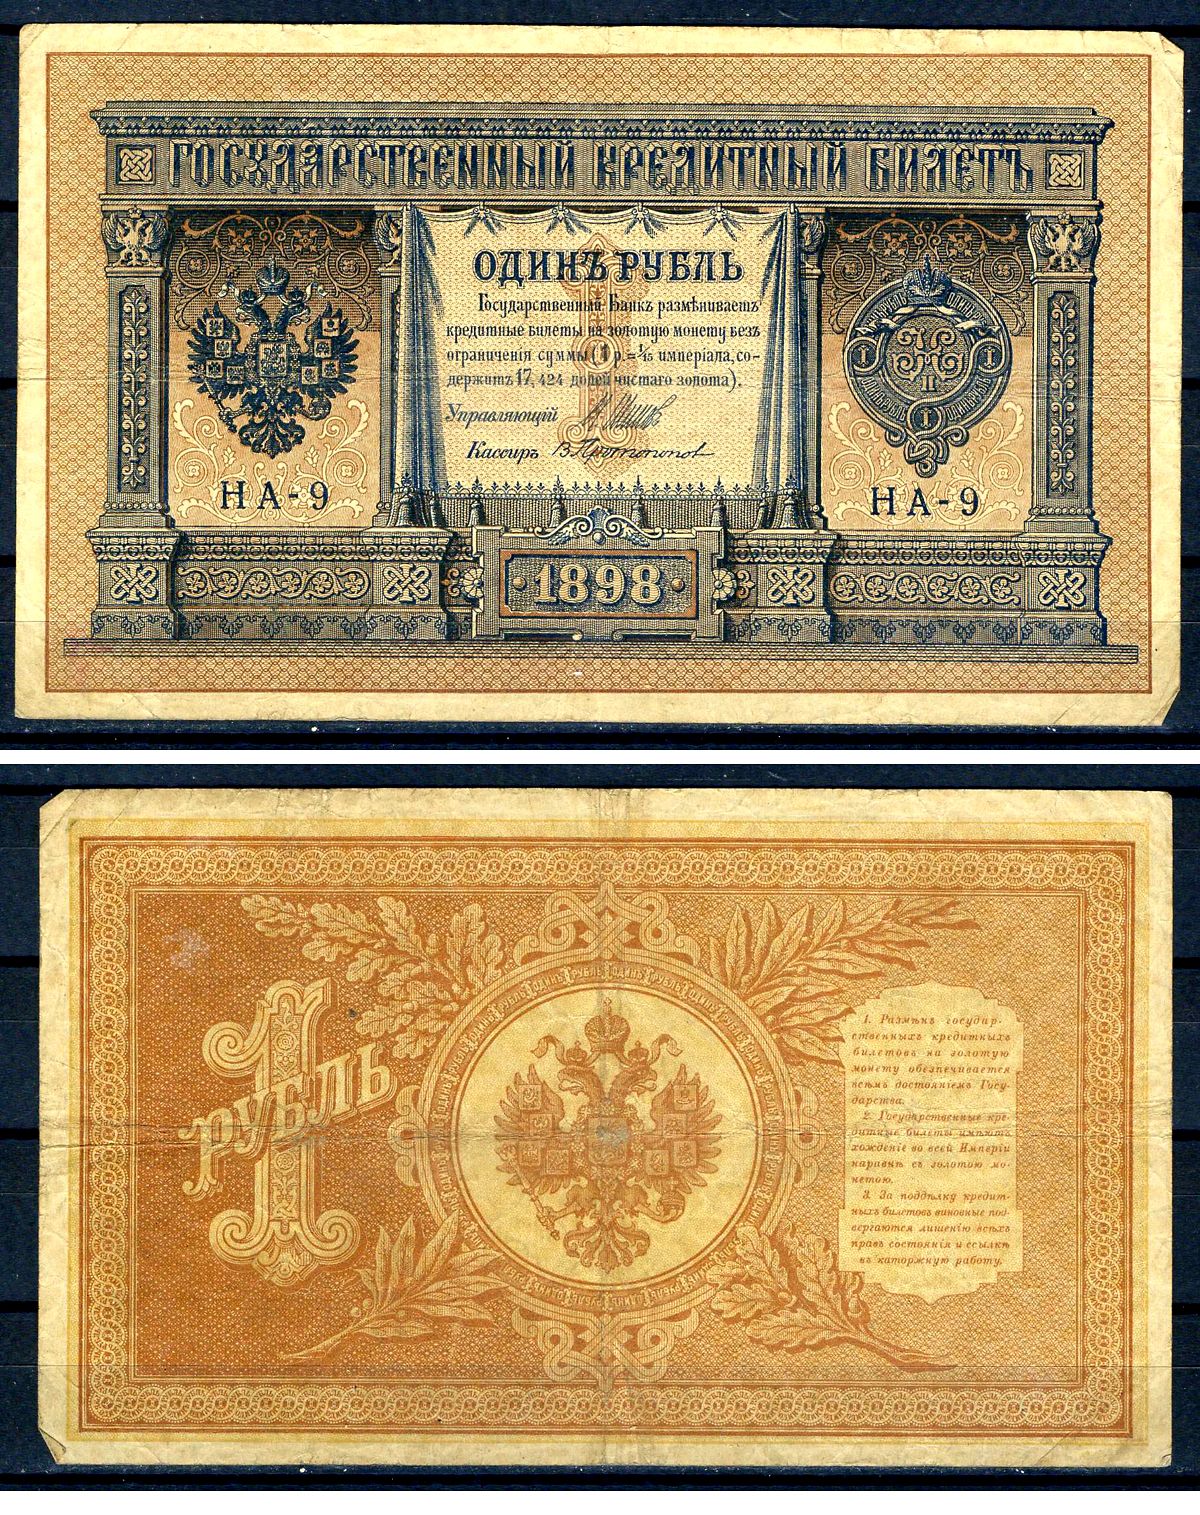 ГОСУДАРСТВЕННЫЙ КРЕДИТНЫЙ БИЛЕТЪ
ОДИНЪ РУБЛЬ
Государственный Банкъ размѣниваетъ
кредитные билеты на золотую монету безъ
ограниченія суммы (1 р.=1/15 имперіала, со-
держитъ 17,424 долей чистаго золота).
Управляющій
Кассиръ В Протопопов
НА-9
НА-9
1898
1
РУБЛЬ
1. Размѣнъ государ-
ственныхъ кредитныхъ
билетовъ на золотую
монету обезпечивается
всѣмъ достояніемъ Госу-
дарства.
2. Государственные кре-
дитные билеты имѣютъ
хожденіе во всей Имперіи
наравнѣ съ золотою мо-
нетою.
3. За поддѣлку кредит-
ныхъ билетовъ виновные под-
вергаются лишенію всѣхъ
правъ состоянія и ссылкѣ
въ каторжную работу.